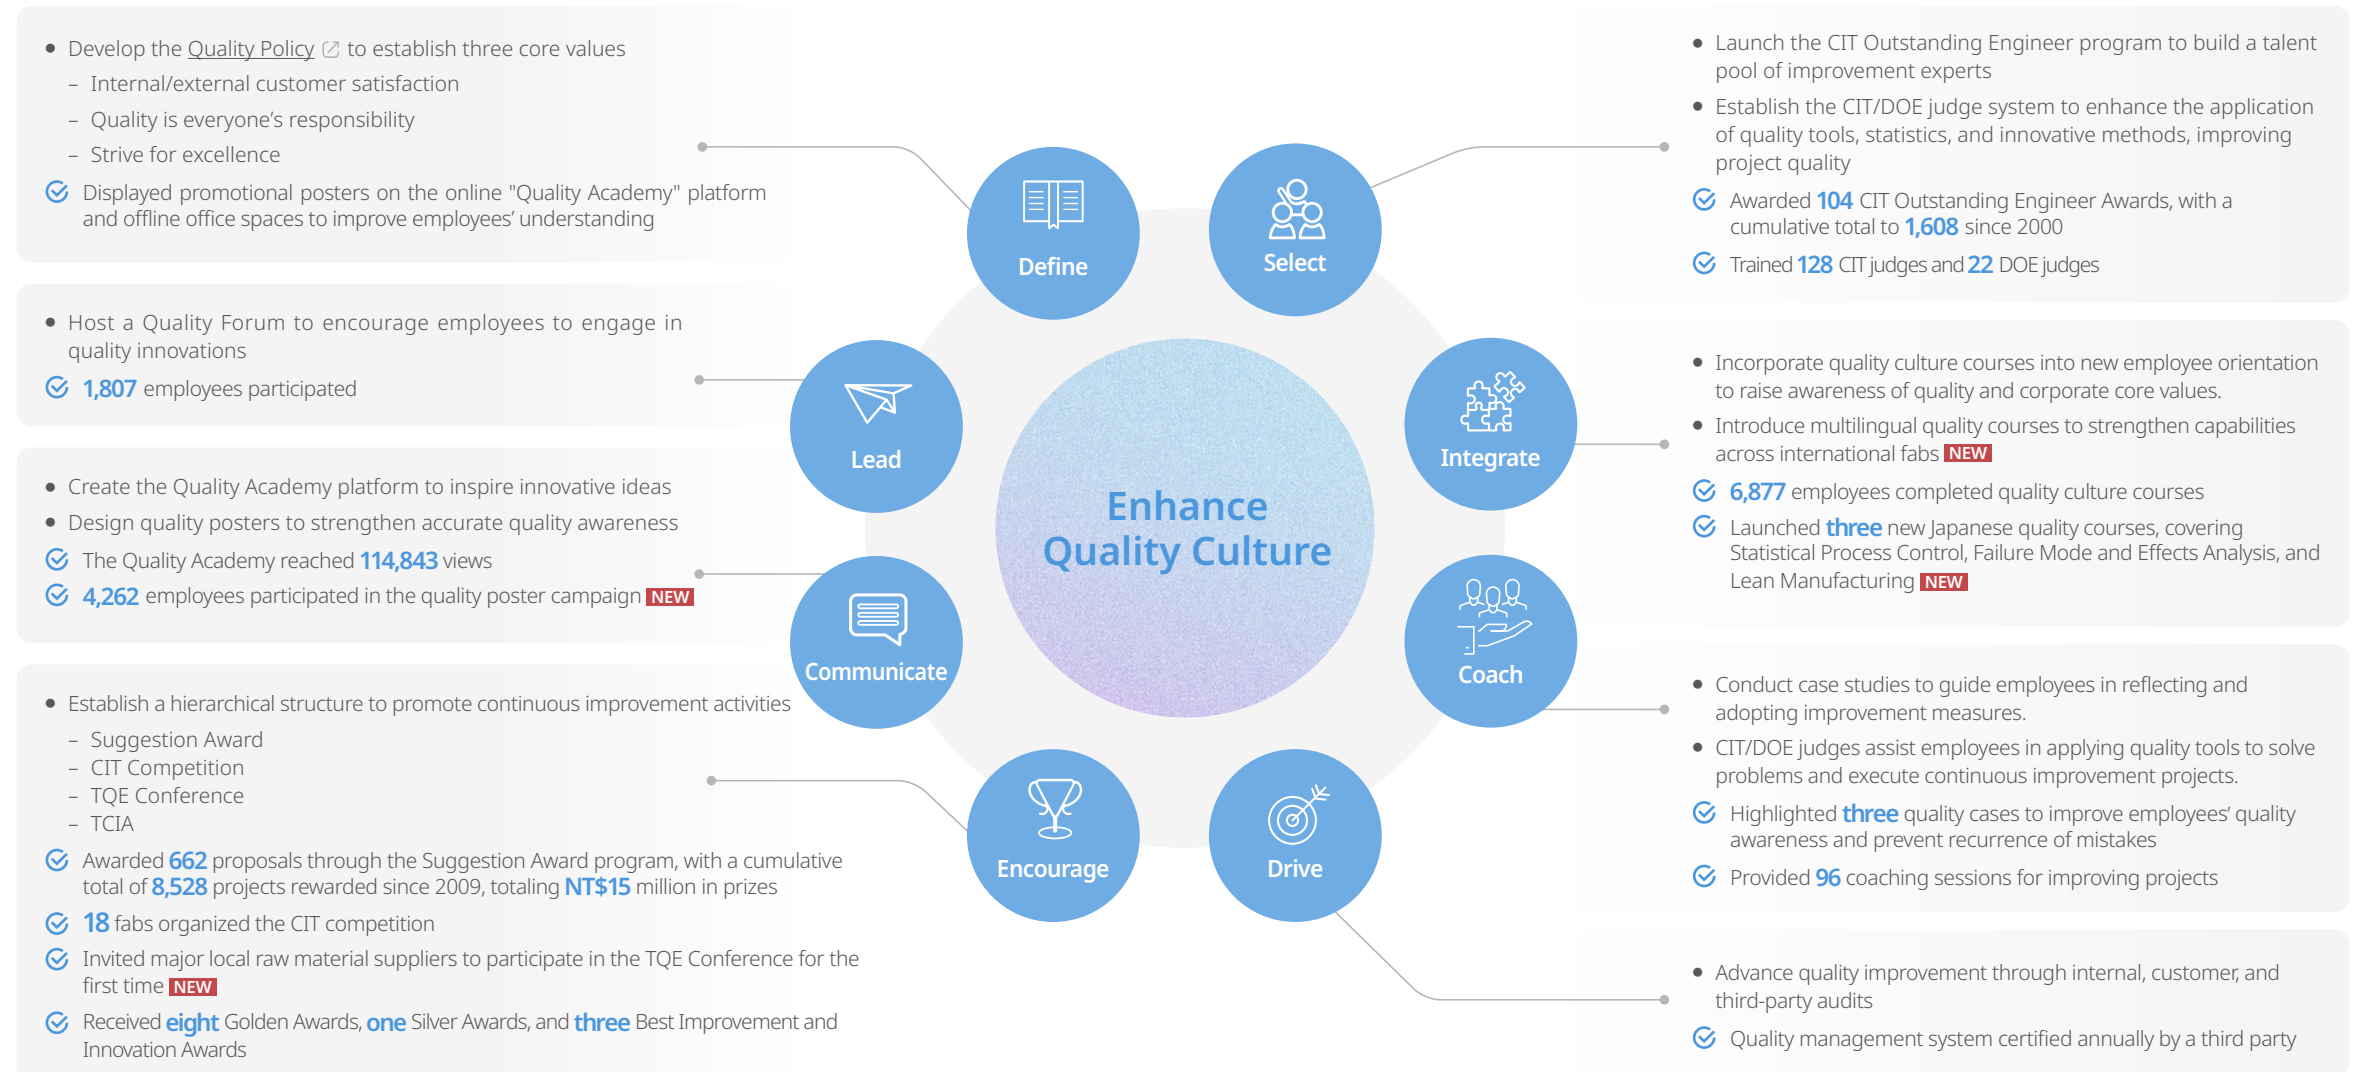 • Develop the Quality Policy to establish three core values
– Internal/external customer satisfaction
– Quality is everyone’s responsibility
– Strive for excellence
Displayed promotional posters on the online "Quality Academy" platform
and offline office spaces to improve employees’ understanding
• Host a Quality Forum to encourage employees to engage in
quality innovations
1,807 employees participated
• Create the Quality Academy platform to inspire innovative ideas
• Design quality posters to strengthen accurate quality awareness
The Quality Academy reached 114,843 views
4,262 employees participated in the quality poster campaign NEW
• Establish a hierarchical structure to promote continuous improvement activities
– Suggestion Award
– CIT Competition
– TQE Conference
– TCIA
Awarded 662 proposals through the Suggestion Award program, with a cumulative
total of 8,528 projects rewarded since 2009, totaling NT$15 million in prizes
18 fabs organized the CIT competition
Invited major local raw material suppliers to participate in the TQE Conference for the
first time NEW
Received eight Golden Awards, one Silver Awards, and three Best Improvement and
Innovation Awards
Define
Select
Lead
Integrate
Enhance
Quality Culture
Communicate
Coach
Encourage
Drive
• Launch the CIT Outstanding Engineer program to build a talent
pool of improvement experts
• Establish the CIT/DOE judge system to enhance the application
of quality tools, statistics, and innovative methods, improving
project quality
Awarded 104 CIT Outstanding Engineer Awards, with a
cumulative total to 1,608 since 2000
Trained 128 CIT judges and 22 DOE judges
• Incorporate quality culture courses into new employee orientation
to raise awareness of quality and corporate core values.
• Introduce multilingual quality courses to strengthen capabilities
across international fabs NEW
6,877 employees completed quality culture courses
Launched three new Japanese quality courses, covering
Statistical Process Control, Failure Mode and Effects Analysis, and
Lean Manufacturing NEW
• Conduct case studies to guide employees in reflecting and
adopting improvement measures.
• CIT/DOE judges assist employees in applying quality tools to solve
problems and execute continuous improvement projects.
Highlighted three quality cases to improve employees’ quality
awareness and prevent recurrence of mistakes
Provided 96 coaching sessions for improving projects
• Advance quality improvement through internal, customer, and
third-party audits
Quality management system certified annually by a third party